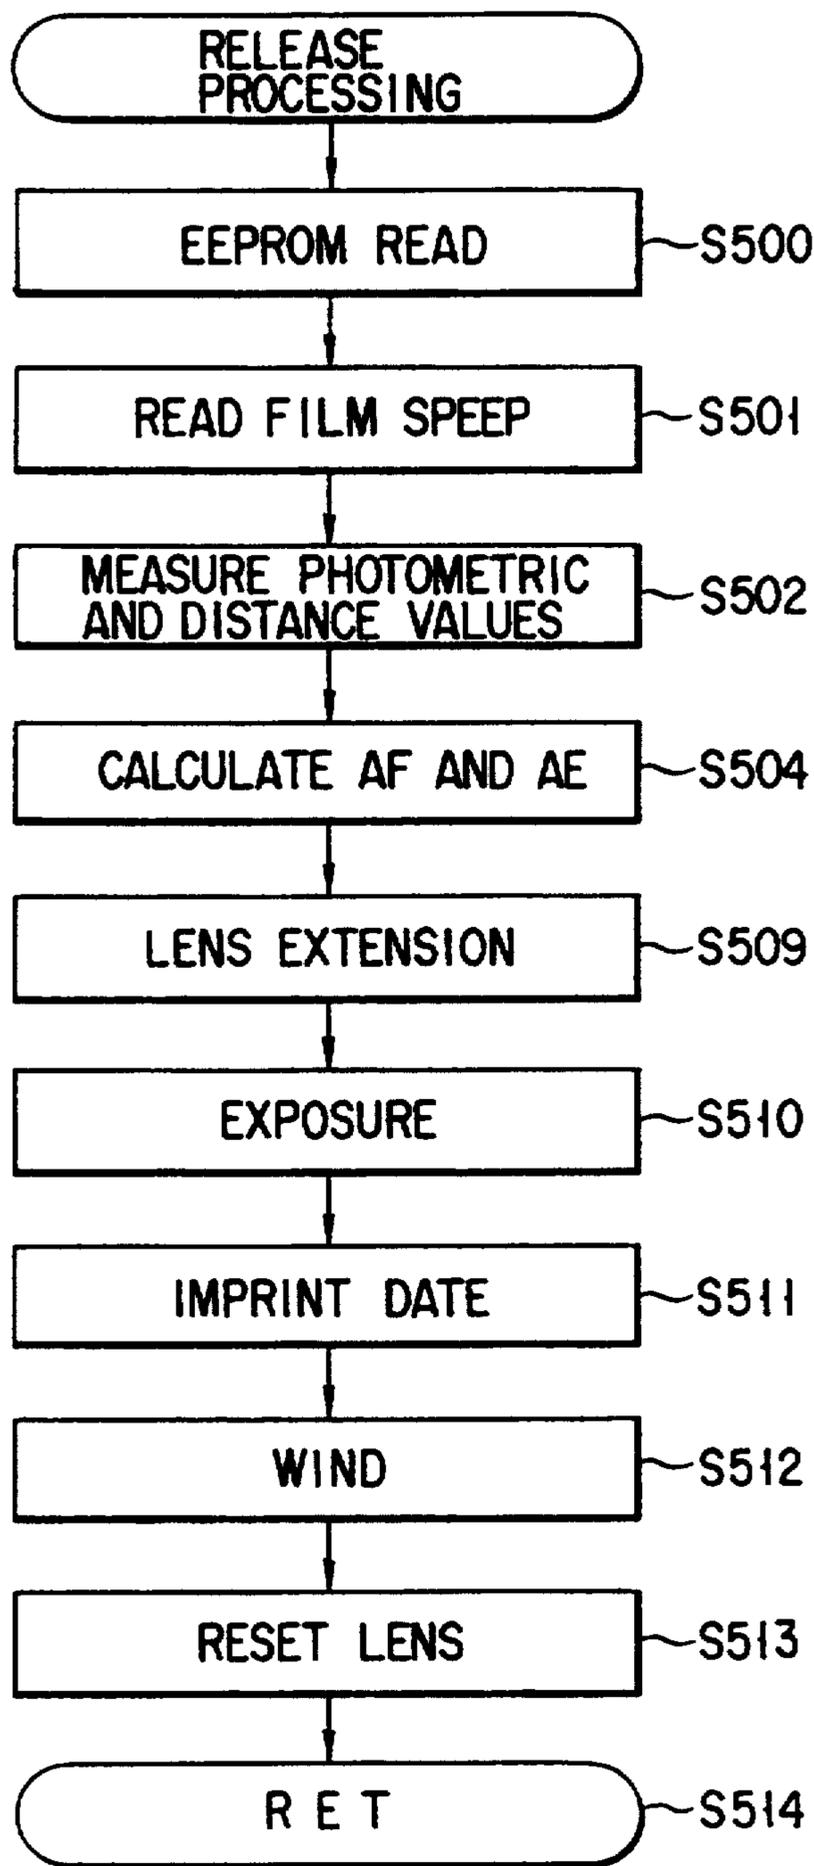 RELEASE
PROCESSING
EEPROM READ
S500
READ FILM SPEEP
S501
MEASURE PHOTOMETRIC
AND DISTANCE VALUES
S502
CALCULATE AF AND AE
S504
LENS EXTENSION
S509
EXPOSURE
S510
IMPRINT DATE
S511
WIND
S512
RESET LENS
S513
RET
S514